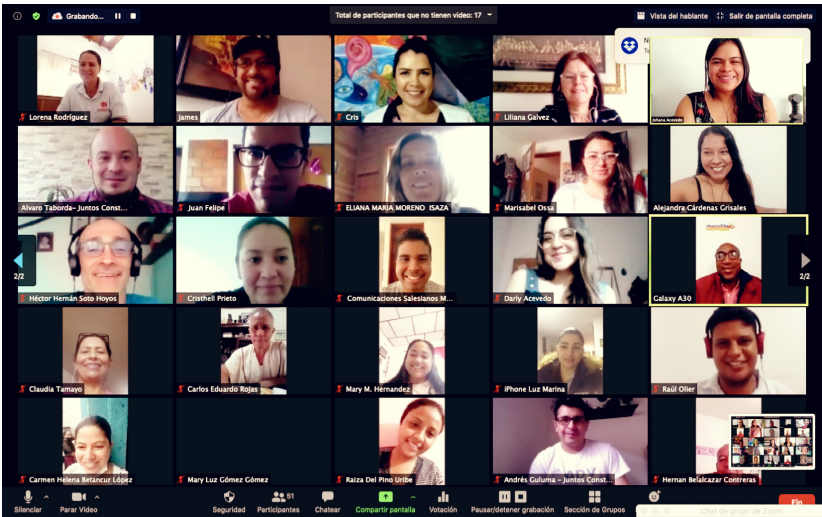 Grabando...
Total de participantes que no tienen video: 17
Vista del hablante
Salir de pantalla completa
Lorena Rodríguez
James
Cris
Liliana Galvez
Johana Acevedo
Alvaro Taborda- Juntos Const...
Juan Felipe
ELIANA MARIA MORENO ISAZA
Marisabel Ossa
Alejandra Cárdenas Grisales
2/2
2/2
Héctor Hernán Soto Hoyos
Cristhell Prieto
Comunicaciones Salesianos M...
Darly Acevedo
Galaxy A30
Claudia Tamayo
Carlos Eduardo Rojas
Mary M. Hernandez
iPhone Luz Marina
Raúl Olier
Carmen Helena Betancur López
Mary Luz Gómez Gómez
Raiza Del Pino Uribe
Andrés Guluma - Juntos Const...
Hernan Belalcazar Contreras
51
Silenciar
Parar Video
Seguridad
Participantes
Chatear
Compartir pantalla
Votación
Pausar/detener grabación
Sección de Grupos
Fin
Chat de grupo de Zoom